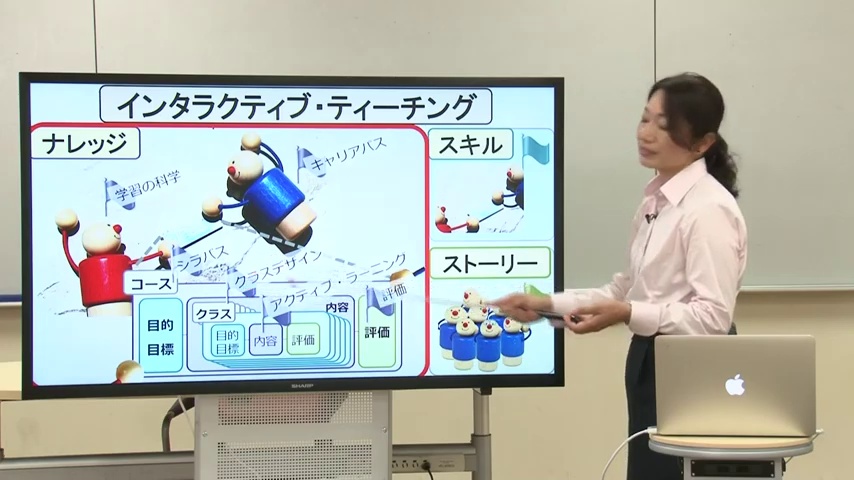 インタラクティブ・ティーチング
ナレッジ
スキル
キャリアパス
学習の科学
シラバス
クラスデザイン
アクティブ・ラーニング
評価
ストーリー
コース
目的
目標
クラス
内容
目的
目標
内容
評価
評価
SHARP